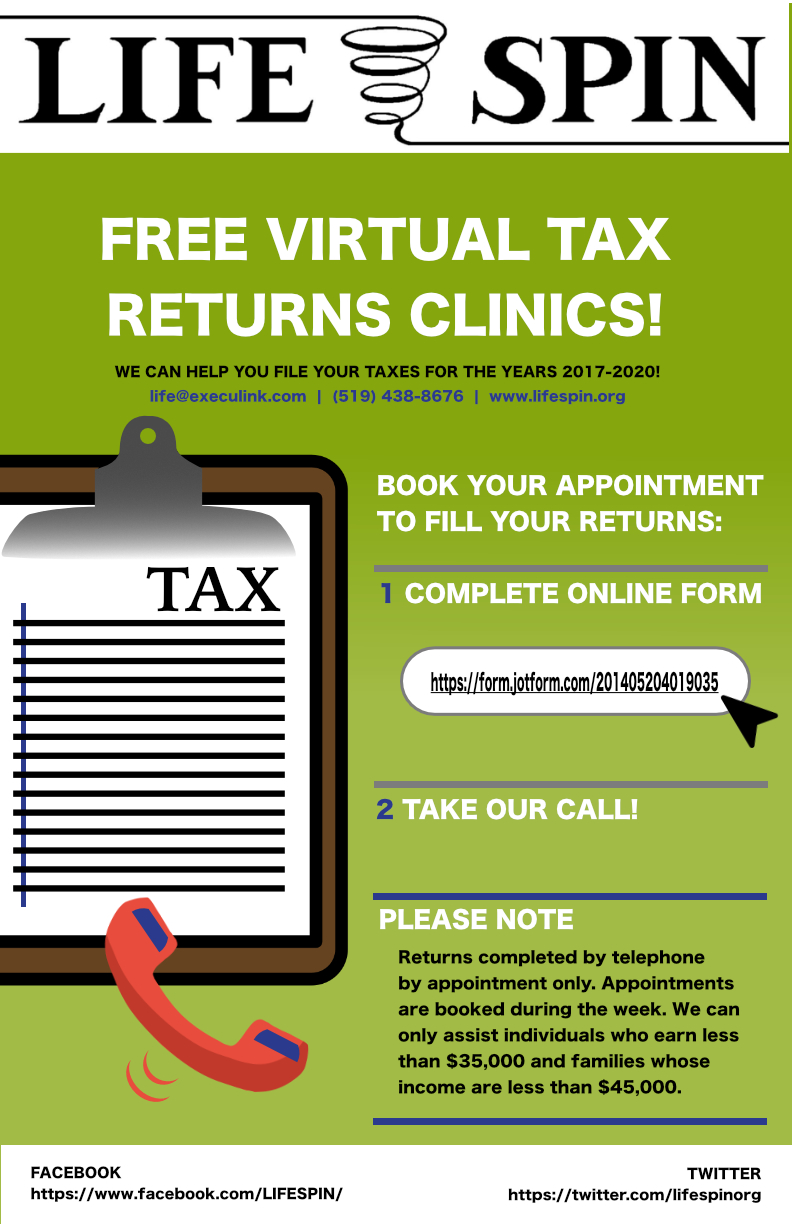 LIFE SPIN
FREE VIRTUAL TAX
RETURNS CLINICS!
WE CAN HELP YOU FILE YOUR TAXES FOR THE YEARS 2017-2020!
life@execulink.com | (519) 438-8676 | www.lifespin.org
TAX
BOOK YOUR APPOINTMENT
TO FILL YOUR RETURNS:
1 COMPLETE ONLINE FORM
https://form.jotform.com/201405204019035
2 TAKE OUR CALL!
PLEASE NOTE
Returns completed by telephone
by appointment only. Appointments
are booked during the week. We can
only assist individuals who earn less
than $35,000 and families whose
income are less than $45,000.
FACEBOOK
https://www.facebook.com/LIFESPIN/
TWITTER
https://twitter.com/lifespinorg